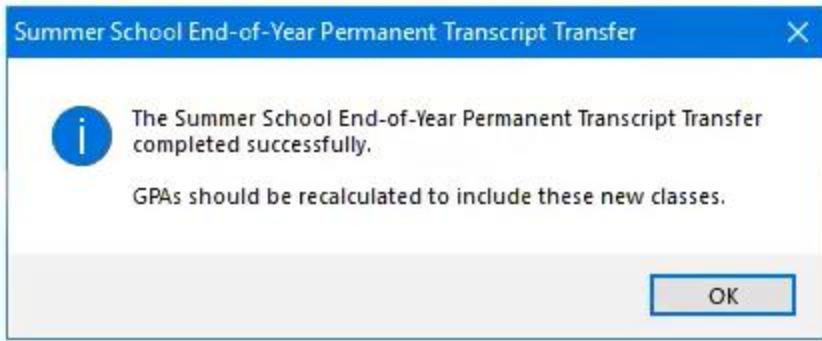 Summer School End-of-Year Permanent Transcript Transfer
The Summer School End-of-Year Permanent Transcript Transfer
completed successfully.
GPAs should be recalculated to include these new classes.
OK